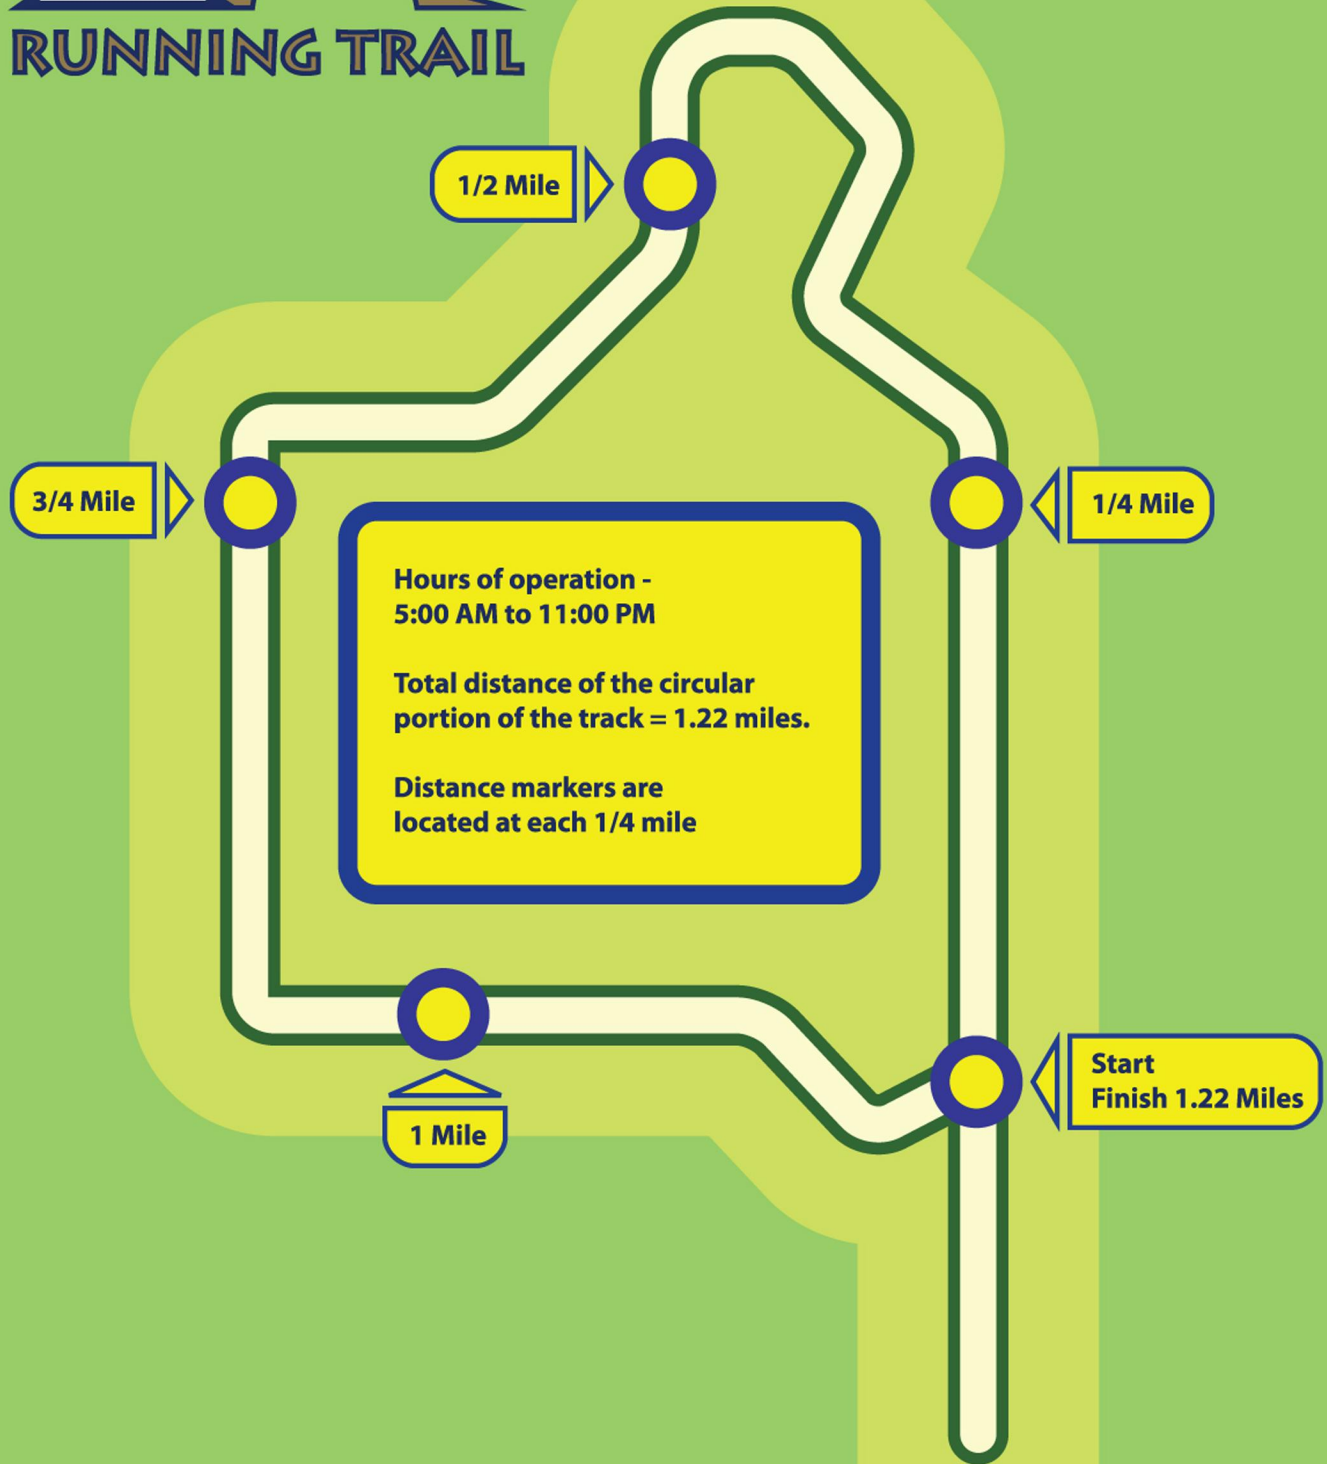 RUNNING TRAIL
1/2 Mile
3/4 Mile
1/4 Mile
Hours of operation -
5:00 AM to 11:00 PM
Total distance of the circular
portion of the track = 1.22 miles.
Distance markers are
located at each 1/4 mile
Start
Finish 1.22 Miles
1 Mile